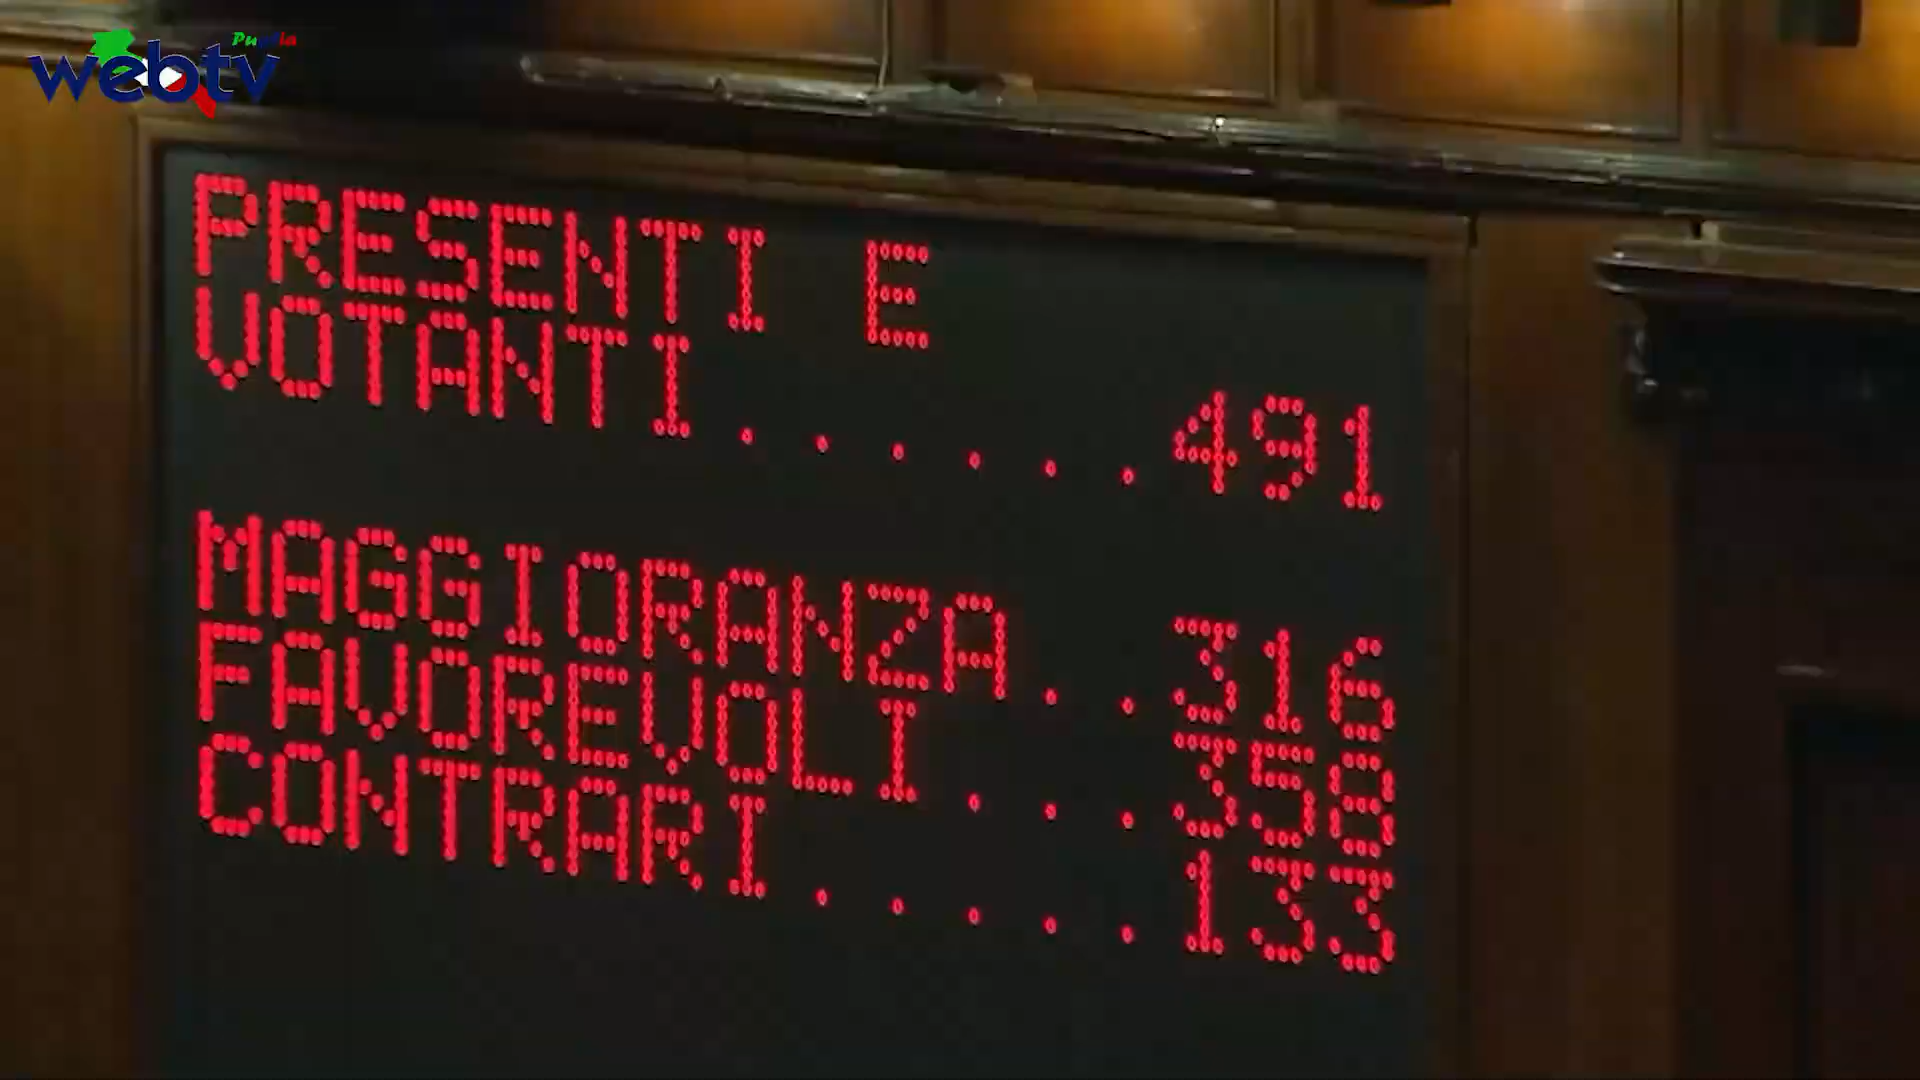 Puglia
webtv
PRESENTI E
VOTANTI......491
MAGGIORANZA..316
FAVOREVOLI...358
CONTRARI.....133